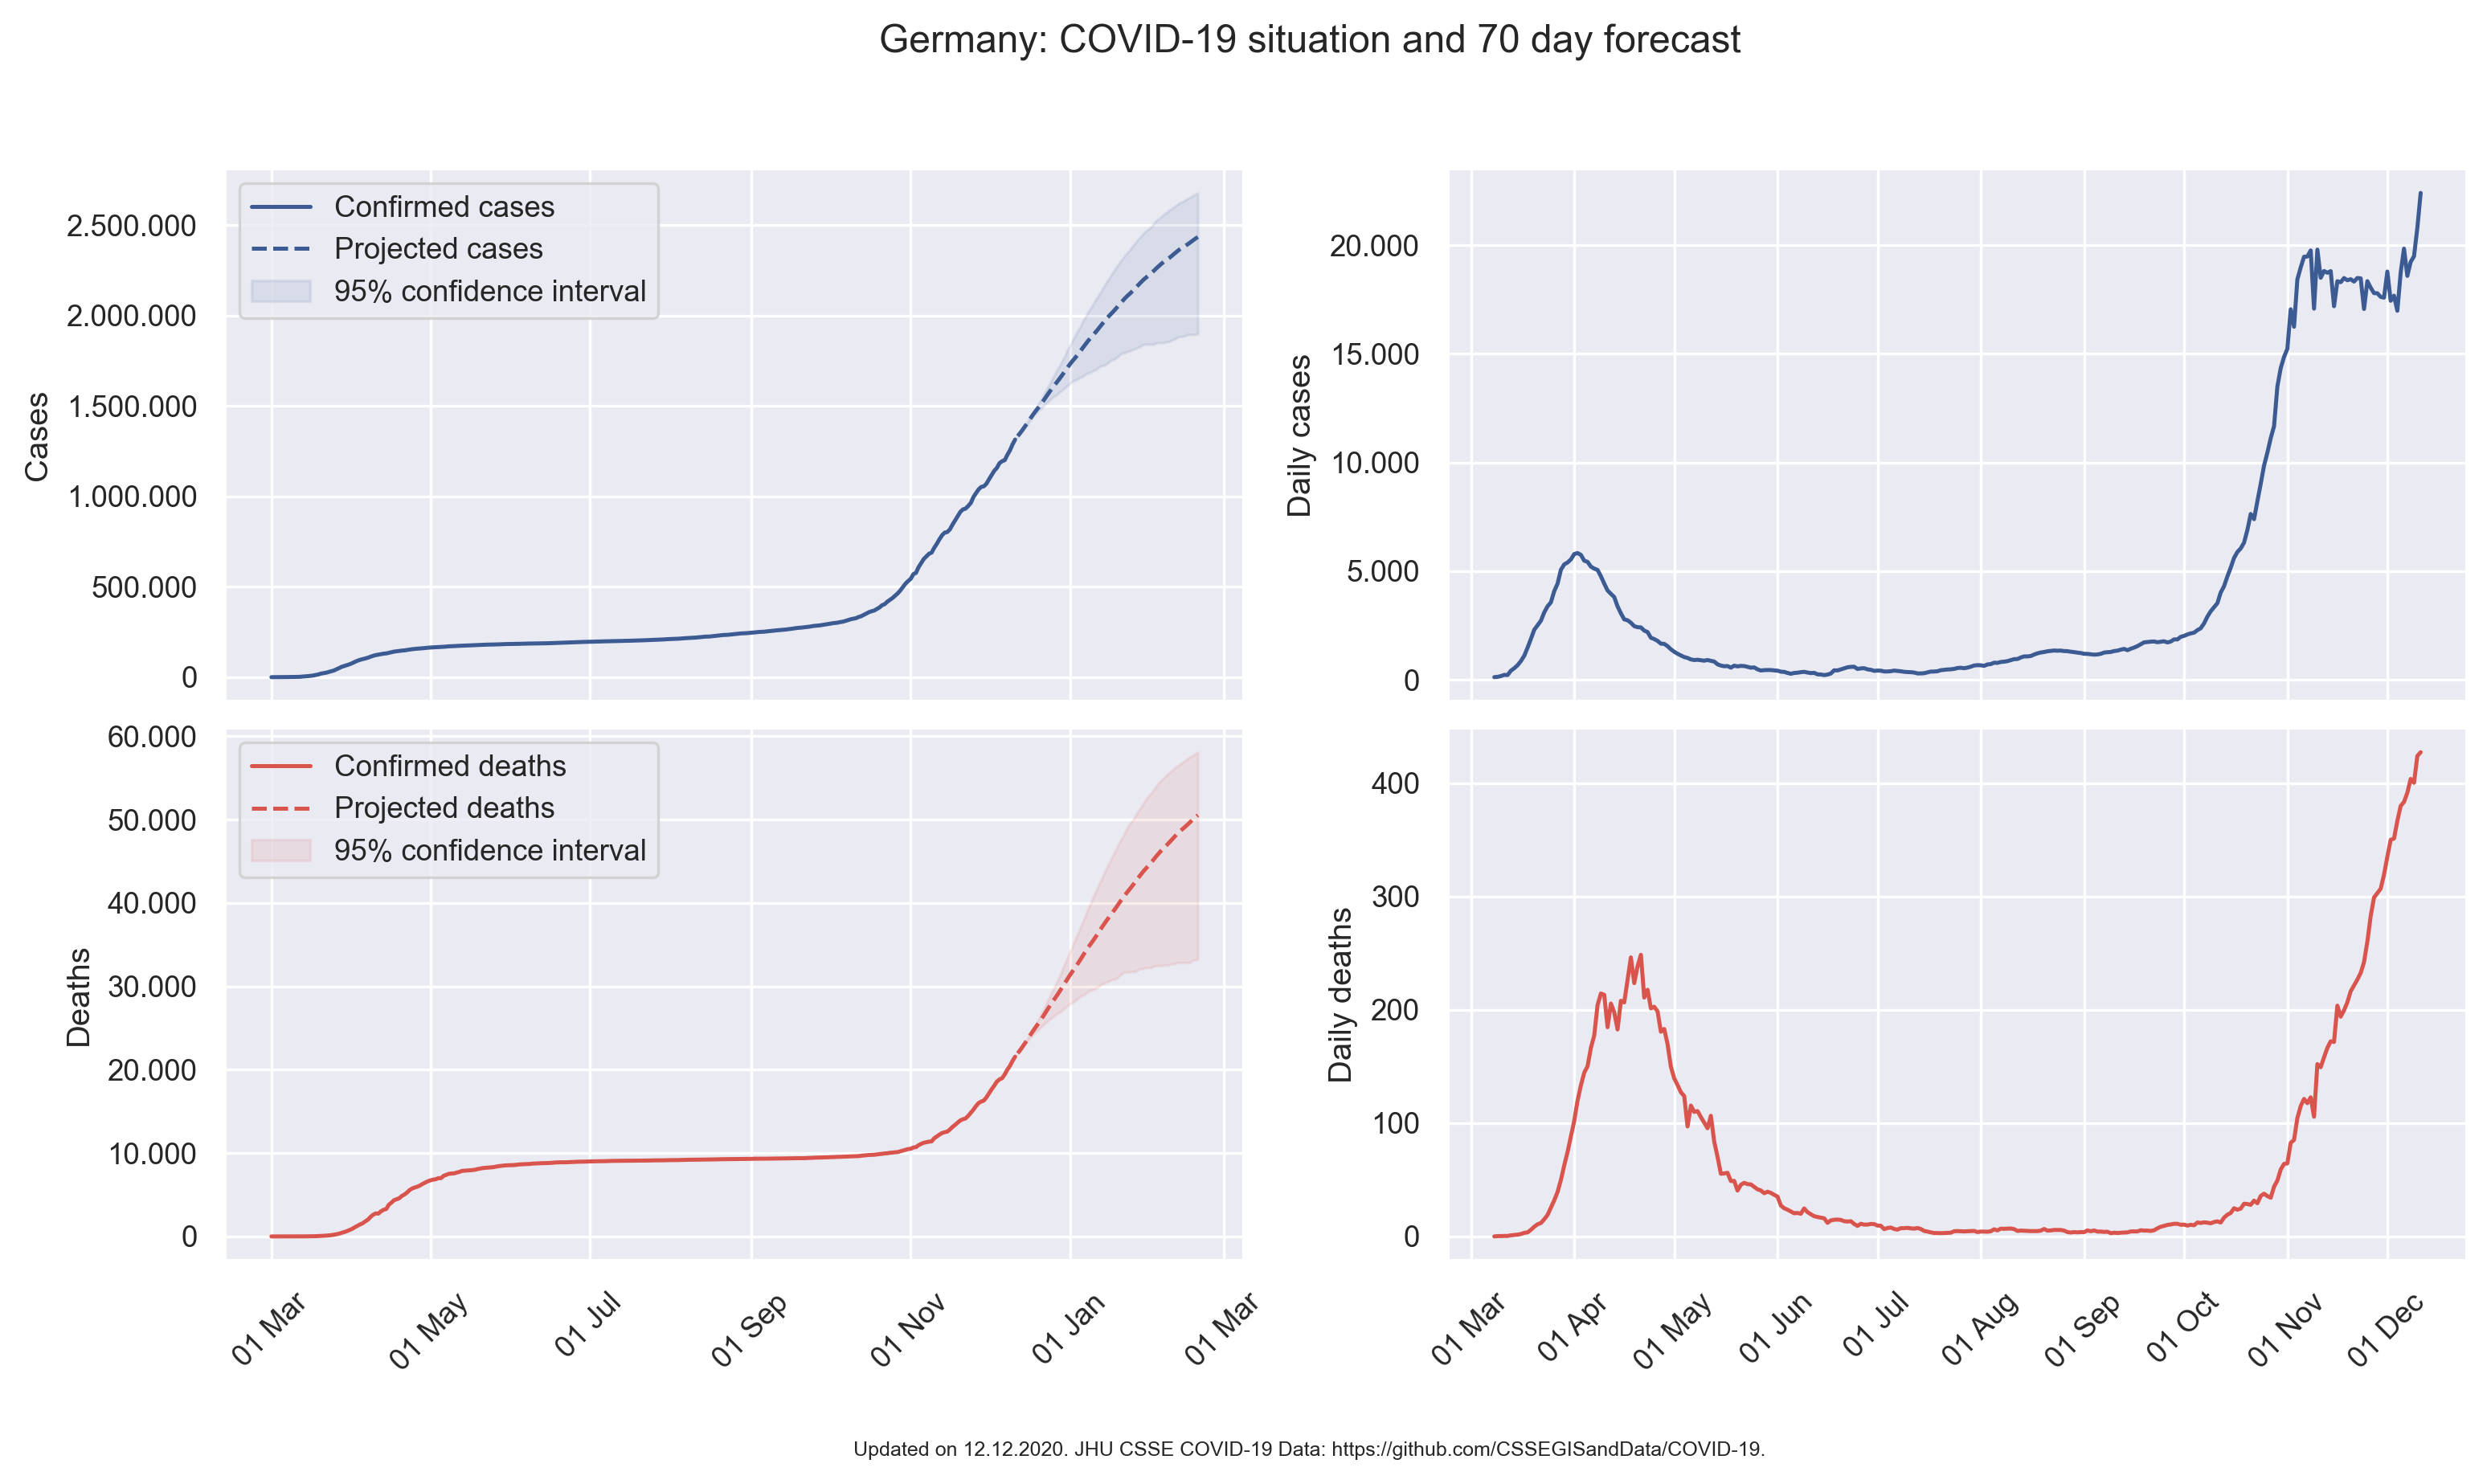 Germany: COVID-19 situation and 70 day forecast
Confirmed cases
Projected cases
95% confidence interval
2.500.000
2.000.000
1.500.000
1.000.000
500.000
0
Cases
20.000
15.000
10.000
5.000
0
Daily cases
Confirmed deaths
Projected deaths
95% confidence interval
60.000
50.000
40.000
30.000
20.000
10.000
0
Deaths
01 Mar
01 May
01 Jul
01 Sep
01 Nov
01 Jan
01 Mar
400
300
200
100
0
Daily deaths
01 Mar
01 Apr
01 May
01 Jun
01 Jul
01 Aug
01 Sep
01 Oct
01 Nov
01 Dec
Updated on 12.12.2020. JHU CSSE COVID-19 Data: https://github.com/CSSEGISandData/COVID-19.